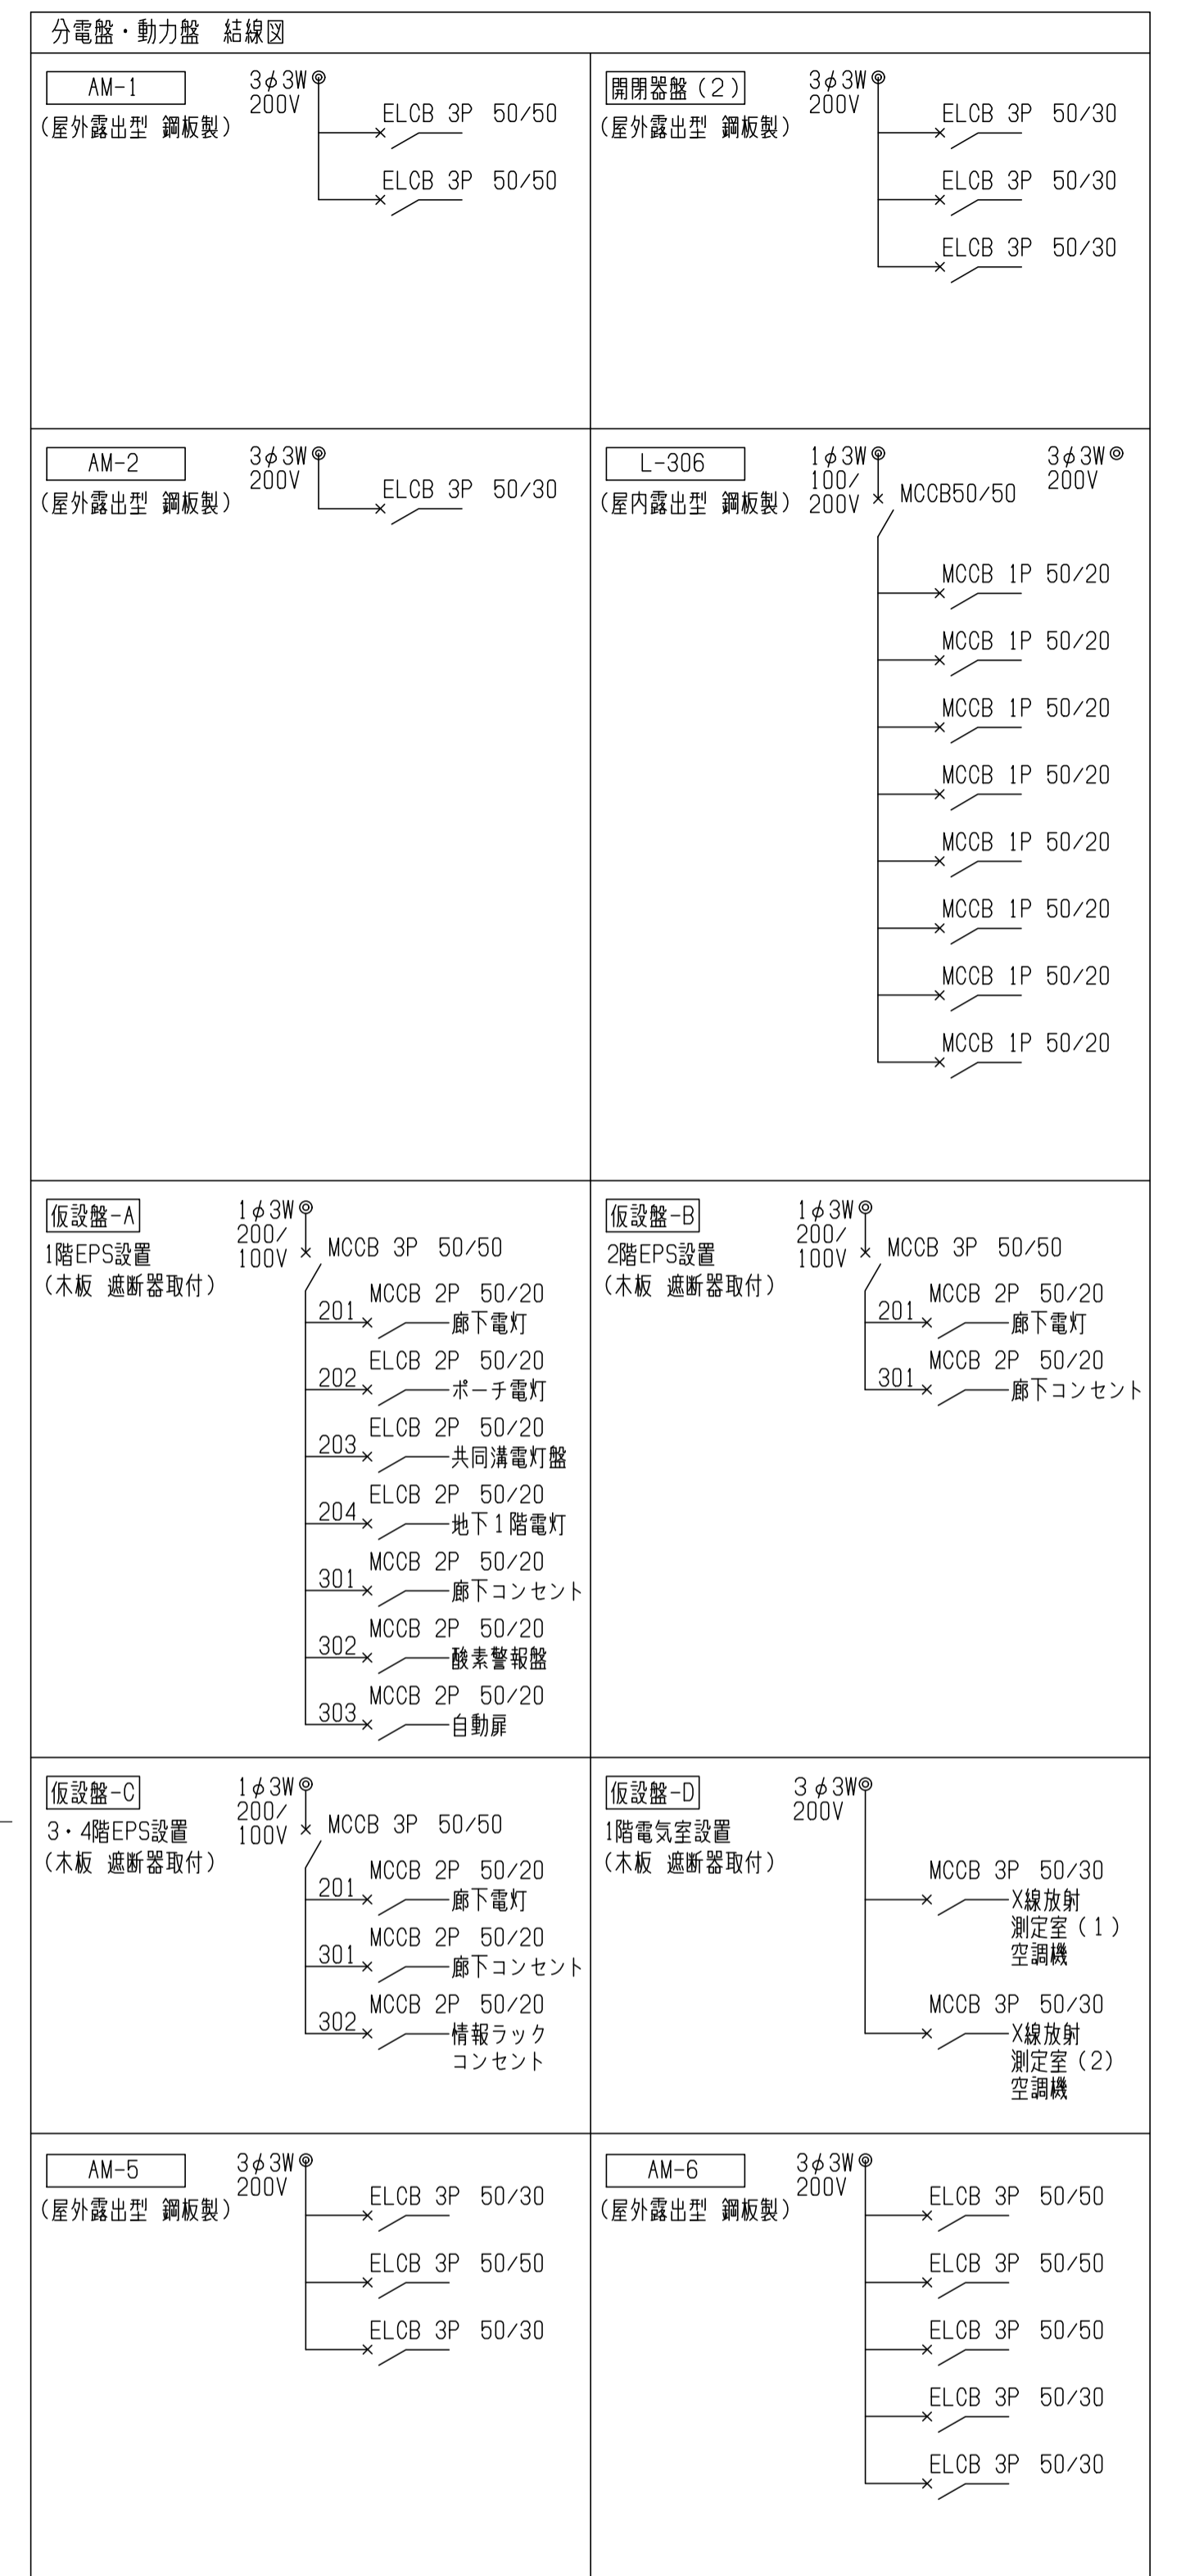 分電盤・動力盤 結線図
AM-1
(屋外露出型 鋼板製)
3φ3W
200V
ELCB 3P 50/50
ELCB 3P 50/50
開閉器盤(2)
(屋外露出型 鋼板製)
3φ3W
200V
ELCB 3P 50/30
ELCB 3P 50/30
ELCB 3P 50/30
AM-2
(屋外露出型 鋼板製)
3φ3W
200V
ELCB 3P 50/30
L-306
(屋内露出型 鋼板製)
1φ3W
100/
200V
MCCB50/50
3φ3W
200V
MCCB 1P 50/20
MCCB 1P 50/20
MCCB 1P 50/20
MCCB 1P 50/20
MCCB 1P 50/20
MCCB 1P 50/20
MCCB 1P 50/20
MCCB 1P 50/20
仮設盤-A
1階EPS設置
(木板 遮断器取付)
1φ3W
200/
100V
MCCB 3P 50/50
MCCB 2P 50/20
201
廊下電灯
ELCB 2P 50/20
202
ポーチ電灯
ELCB 2P 50/20
203
共同溝電灯盤
ELCB 2P 50/20
204
地下1階電灯
MCCB 2P 50/20
301
廊下コンセント
MCCB 2P 50/20
302
酸素警報盤
MCCB 2P 50/20
303
自動扉
仮設盤-B
2階EPS設置
(木板 遮断器取付)
1φ3W
200/
100V
MCCB 3P 50/50
MCCB 2P 50/20
201
廊下電灯
MCCB 2P 50/20
301
廊下コンセント
仮設盤-C
3・4階EPS設置
(木板 遮断器取付)
1φ3W
200/
100V
MCCB 3P 50/50
MCCB 2P 50/20
201
廊下電灯
MCCB 2P 50/20
301
廊下コンセント
MCCB 2P 50/20
302
情報ラック
コンセント
仮設盤-D
1階電気室設置
(木板 遮断器取付)
3φ3W
200V
MCCB 3P 50/30
X線放射
測定室(1)
空調機
MCCB 3P 50/30
X線放射
測定室(2)
空調機
AM-5
(屋外露出型 鋼板製)
3φ3W
200V
ELCB 3P 50/30
ELCB 3P 50/50
ELCB 3P 50/30
AM-6
(屋外露出型 鋼板製)
3φ3W
200V
ELCB 3P 50/50
ELCB 3P 50/50
ELCB 3P 50/50
ELCB 3P 50/30
ELCB 3P 50/30